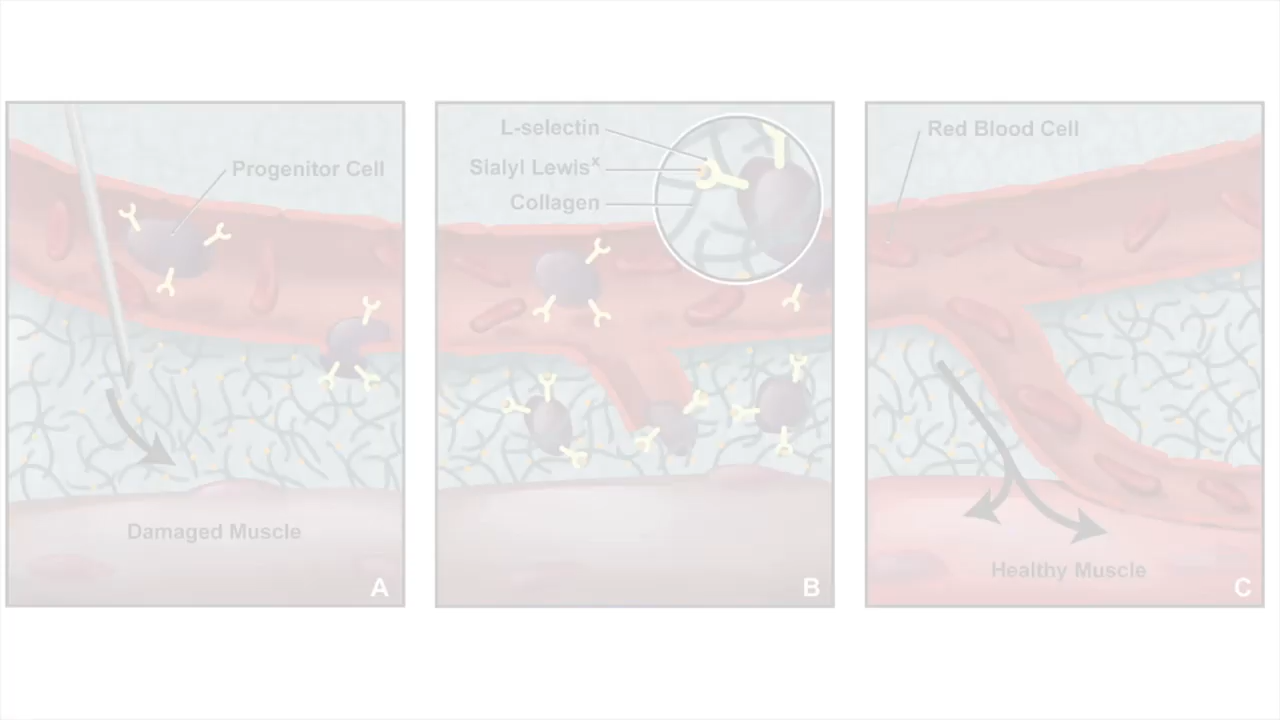 Progenitor Cell
Damaged Muscle
A
L-selectin
Sialyl Lewisˣ
Collagen
B
Red Blood Cell
Healthy Muscle
C